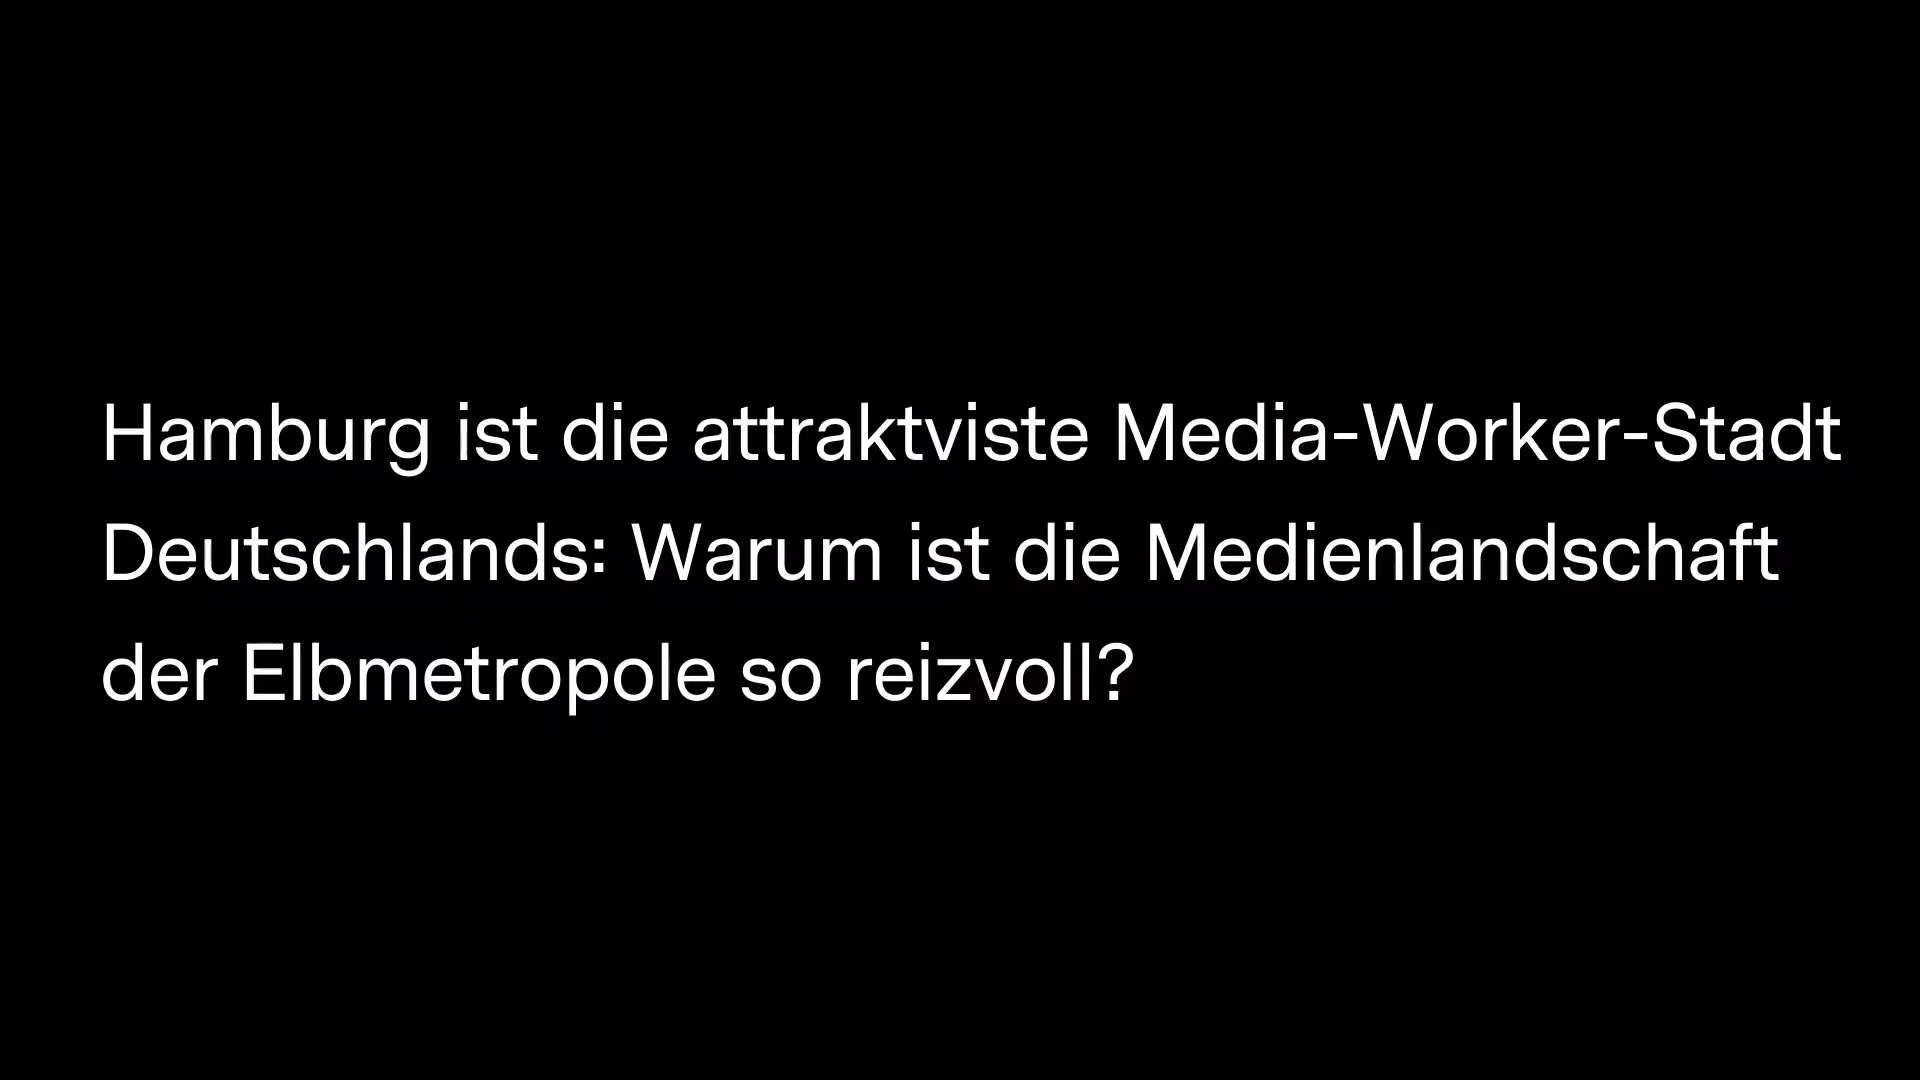 Hamburg ist die attraktviste Media-Worker-Stadt
Deutschlands: Warum ist die Medienlandschaft
der Elbmetropole so reizvoll?